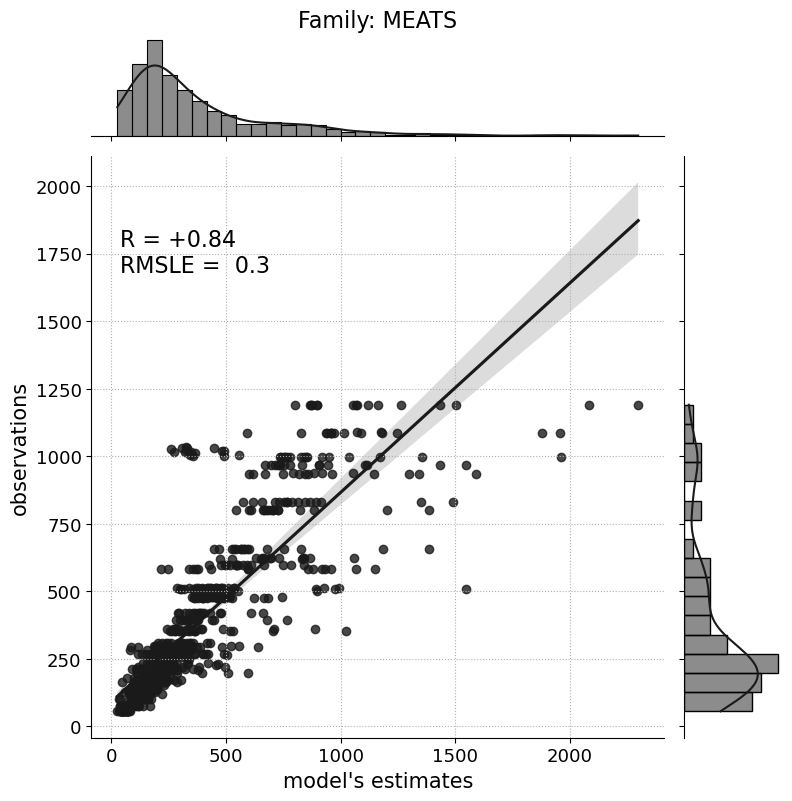 Family: MEATS
R = +0.84
RMSLE =  0.3
observations
2000
1750
1500
1250
1000
750
500
250
0
0 500 1000 1500 2000
model's estimates